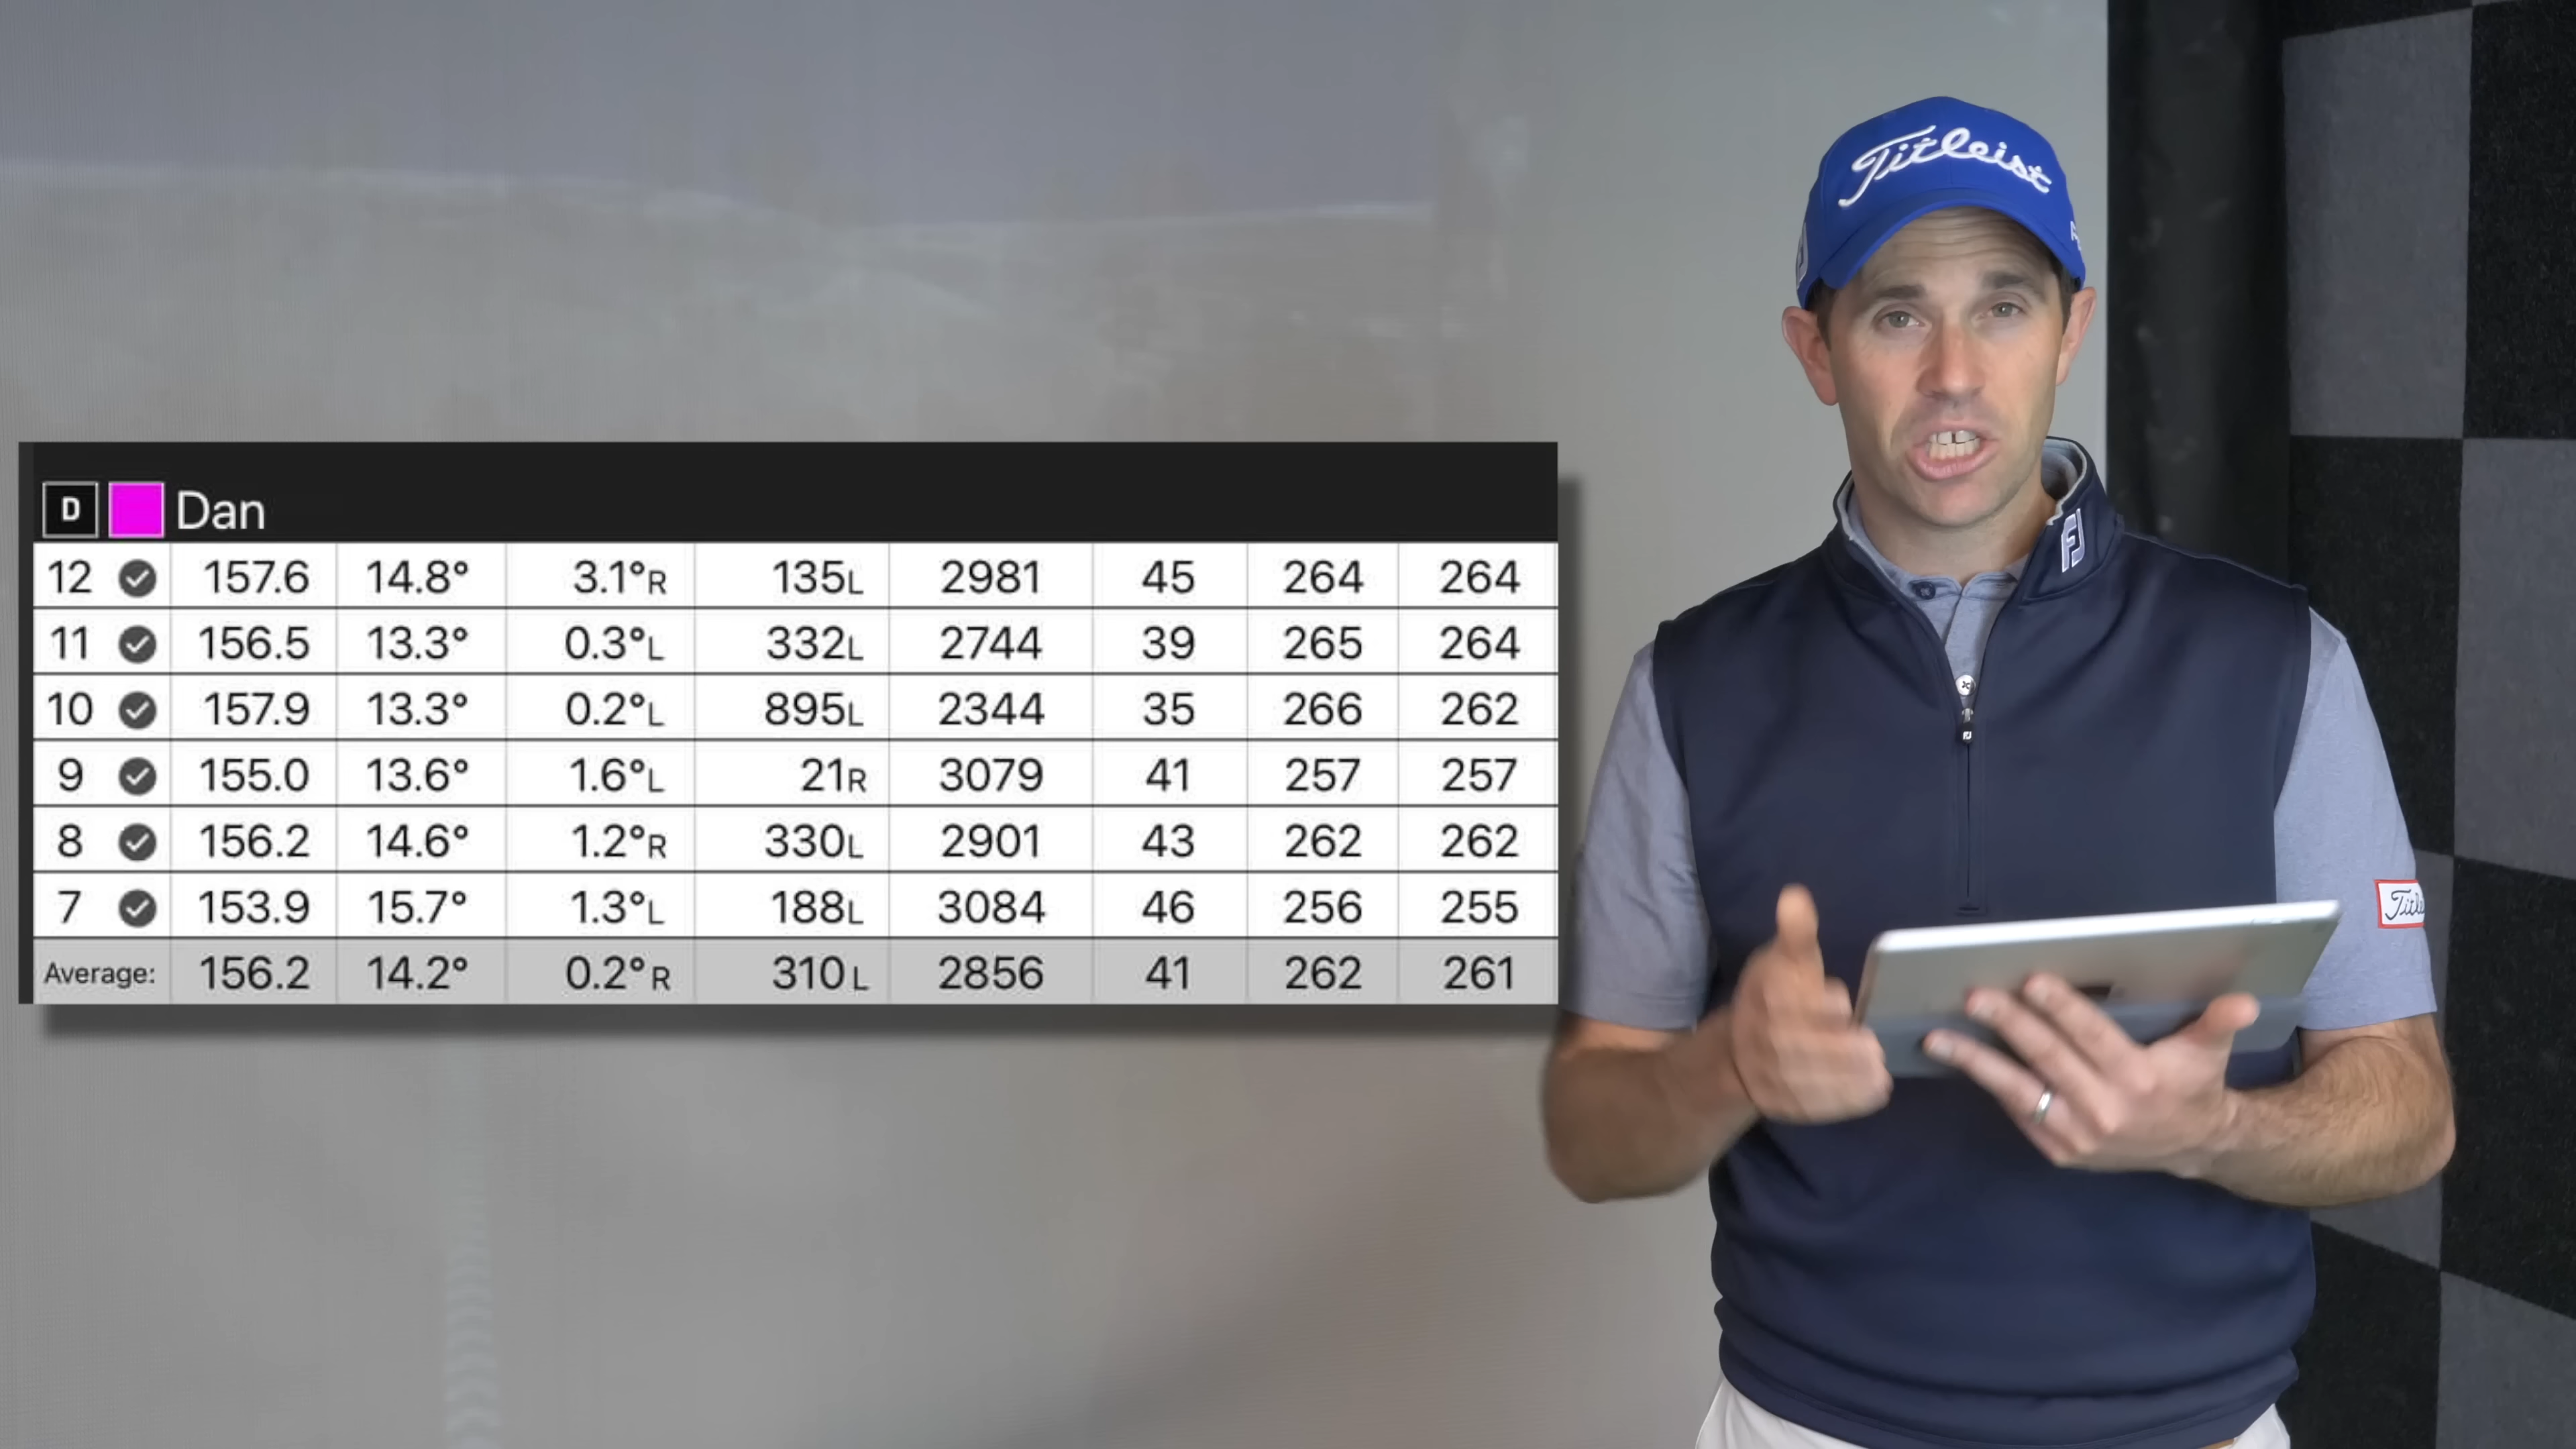 Titleist
FJ
D Dan
12 157.6 14.8° 3.1°R 135L 2981 45 264 264
11 156.5 13.3° 0.3°L 332L 2744 39 265 264
10 157.9 13.3° 0.2°L 895L 2344 35 266 262
9 155.0 13.6° 1.6°L 21R 3079 41 257 257
8 156.2 14.6° 1.2°R 330L 2901 43 262 262
7 153.9 15.7° 1.3°L 188L 3084 46 256 255
Average: 156.2 14.2° 0.2° R 310 L 2856 41 262 261
Title